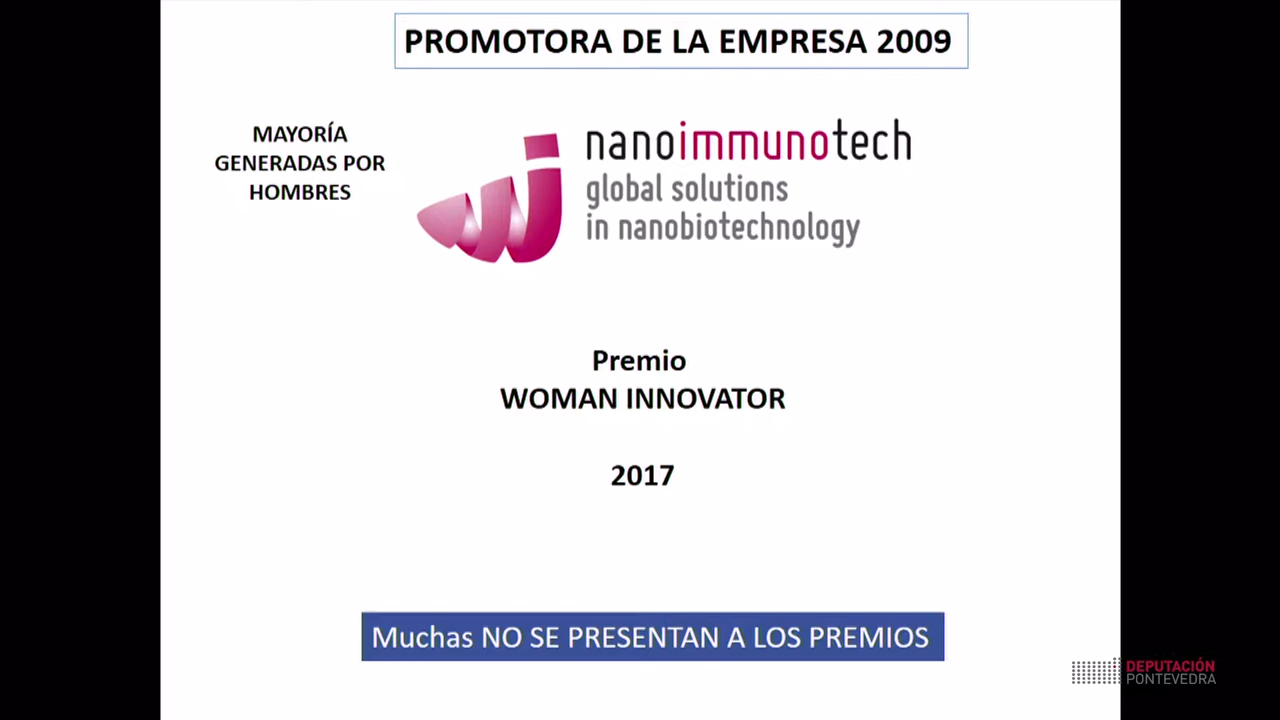 PROMOTORA DE LA EMPRESA 2009
MAYORÍA
GENERADAS POR
HOMBRES
nanoimmunotech
global solutions
in nanobiotechnology
Premio
WOMAN INNOVATOR
2017
Muchas NO SE PRESENTAN A LOS PREMIOS
DEPUTACIÓN
PONTEVEDRA